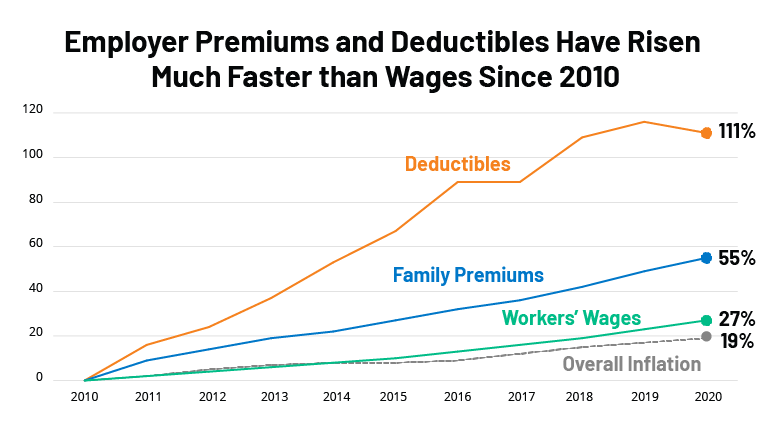 Employer Premiums and Deductibles Have Risen
Much Faster than Wages Since 2010
120
100
80
60
40
20
0
Deductibles
111%
Family Premiums
55%
Workers' Wages
27%
19%
Overall Inflation
2010 2011 2012 2013 2014 2015 2016 2017 2018 2019 2020